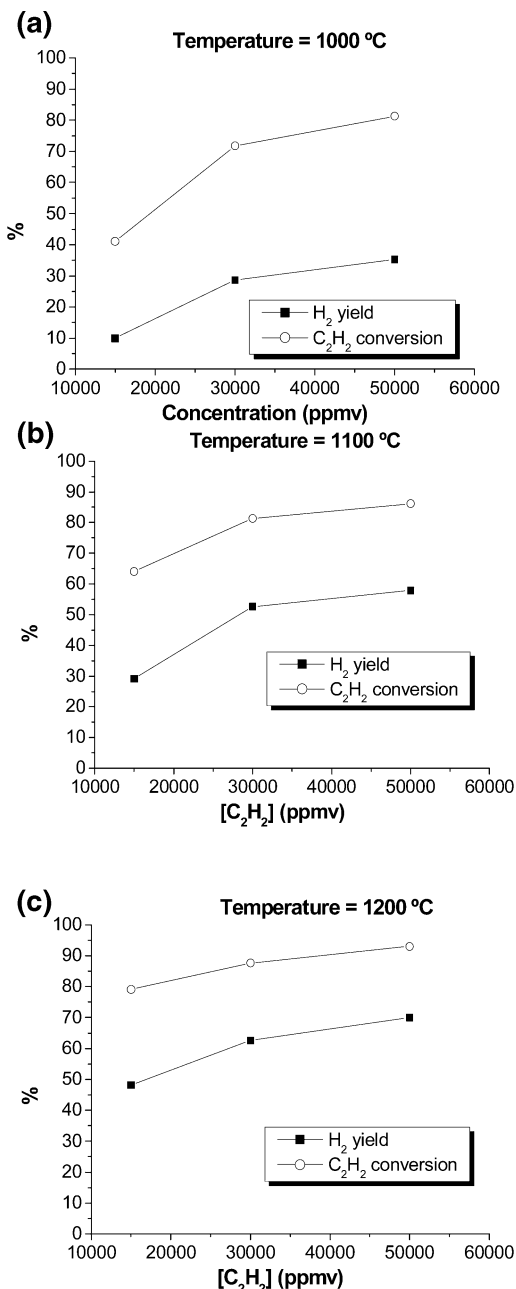 (a)
Temperature = 1000 ºC
100
90
80
70
60
50
40
30
20
10
0
%
H₂ yield
C₂H₂ conversion
10000 20000 30000 40000 50000 60000
Concentration (ppmv)
(b)
Temperature = 1100 ºC
100
90
80
70
60
50
40
30
20
10
0
%
H₂ yield
C₂H₂ conversion
10000 20000 30000 40000 50000 60000
[C₂H₂] (ppmv)
(c)
Temperature = 1200 ºC
100
90
80
70
60
50
40
30
20
10
0
%
H₂ yield
C₂H₂ conversion
10000 20000 30000 40000 50000 60000
[C₂H₂] (ppmv)